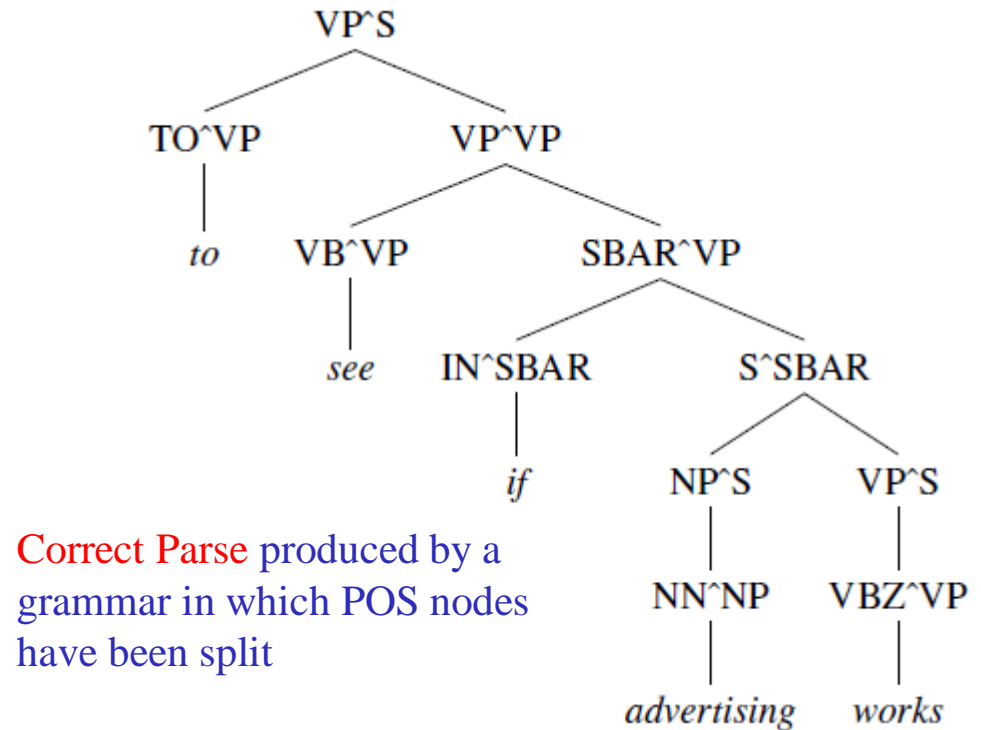 VP^S
TO^VP VP^VP
to VB^VP SBAR^VP
see IN^SBAR S^SBAR
if NP^S VP^S
Correct Parse produced by a
grammar in which POS nodes
have been split
NN^NP VBZ^VP
advertising works